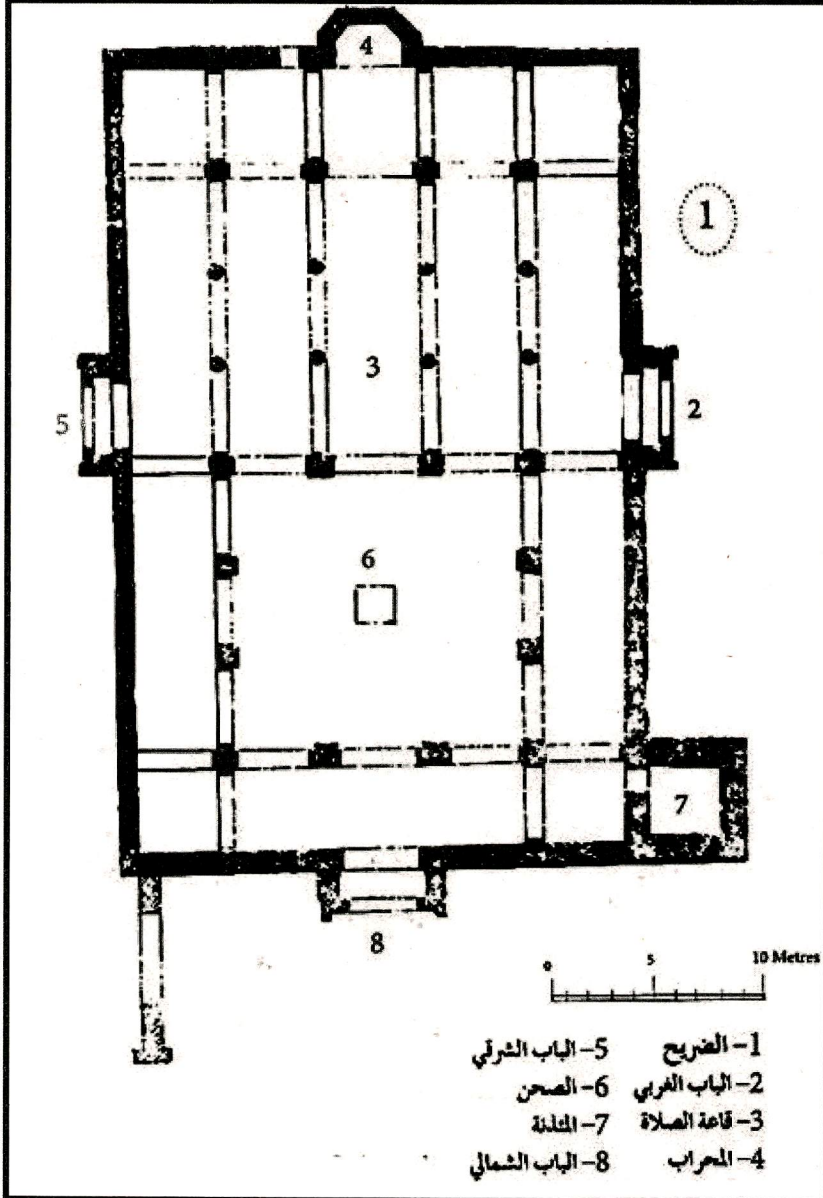 4
1
3
2
5
6
7
8
0 5 10 Metres
1- الضريح 5- الباب الشرقي
2- الباب الغربي 6- الصحن
3- قاعة الصلاة 7- المئذنة
4- المحراب 8- الباب الشمالي